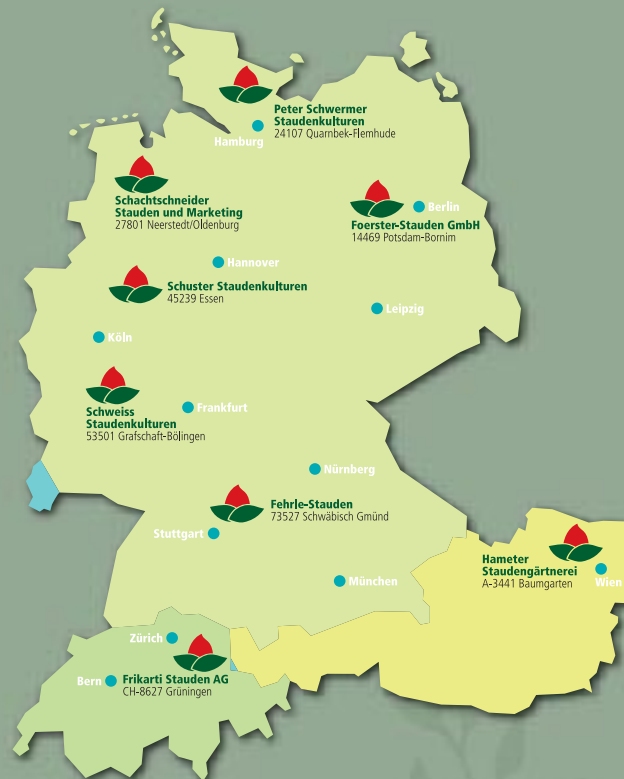 Peter Schwermer
Staudenkulturen
24107 Quarnbek-Flemhude
Hamburg
Schachtschneider
Stauden und Marketing
27801 Neerstedt/Oldenburg
Berlin
Foerster-Stauden GmbH
14469 Potsdam-Bornim
Hannover
Schuster Staudenkulturen
45239 Essen
Leipzig
Köln
Schweiss
Staudenkulturen
53501 Grafschaft-Bölingen
Frankfurt
Nürnberg
Fehrle-Stauden
73527 Schwäbisch Gmünd
Stuttgart
Hameter
Staudengärtnerei
A-3441 Baumgarten
Wien
München
Zürich
Bern
Frikarti Stauden AG
CH-8627 Grüningen